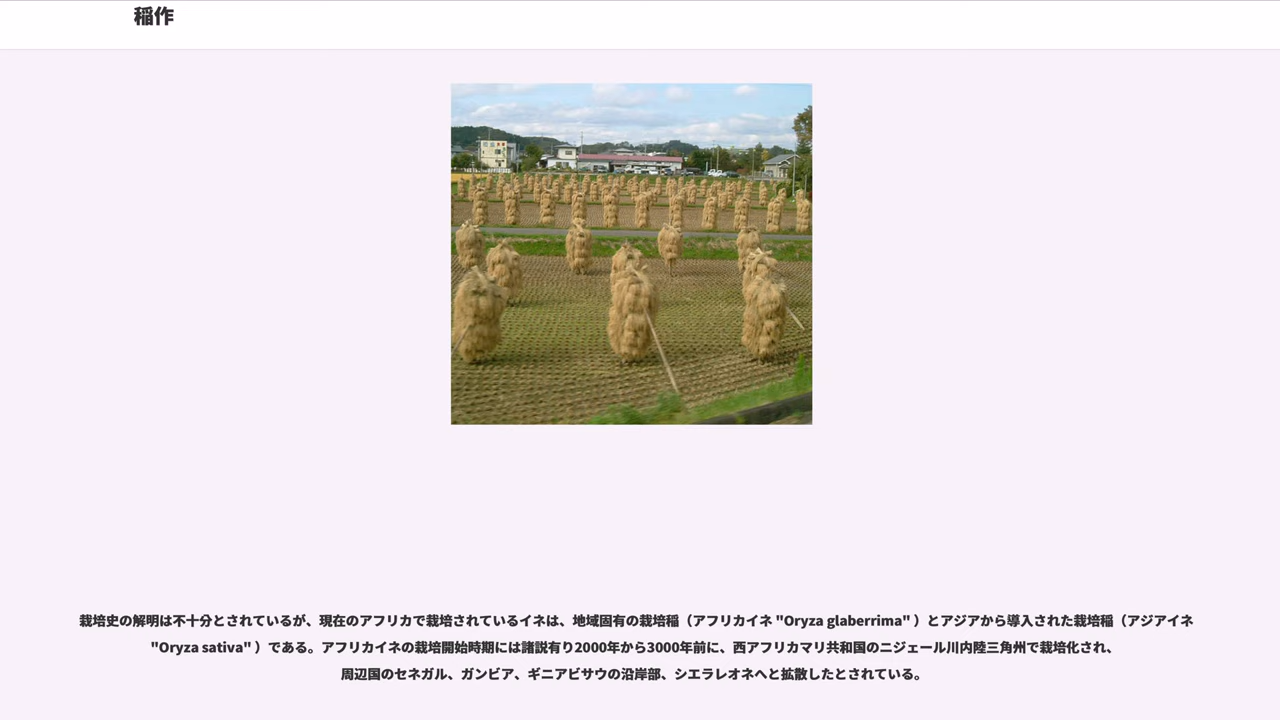 稲作
栽培史の解明は不十分とされているが、現在のアフリカで栽培されているイネは、地域固有の栽培稲（アフリカイネ "Oryza glaberrima" ）とアジアから導入された栽培稲（アジアイネ
"Oryza sativa" ）である。アフリカイネの栽培開始時期には諸説有り2000年から3000年前に、西アフリカマリ共和国のニジェール川内陸三角州で栽培化され、
周辺国のセネガル、ガンビア、ギニアビサウの沿岸部、シエラレオネへと拡散したとされている。